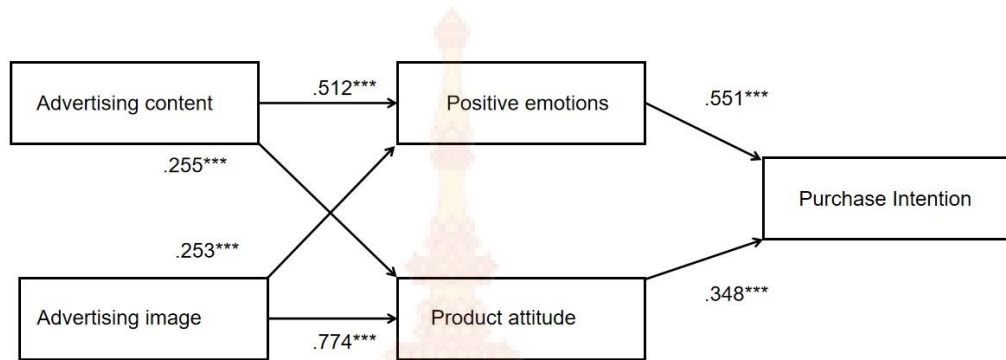 Advertising content
.512***
Positive emotions
.551***
.255***
Purchase Intention
.253***
Advertising image
.774***
Product attitude
.348***